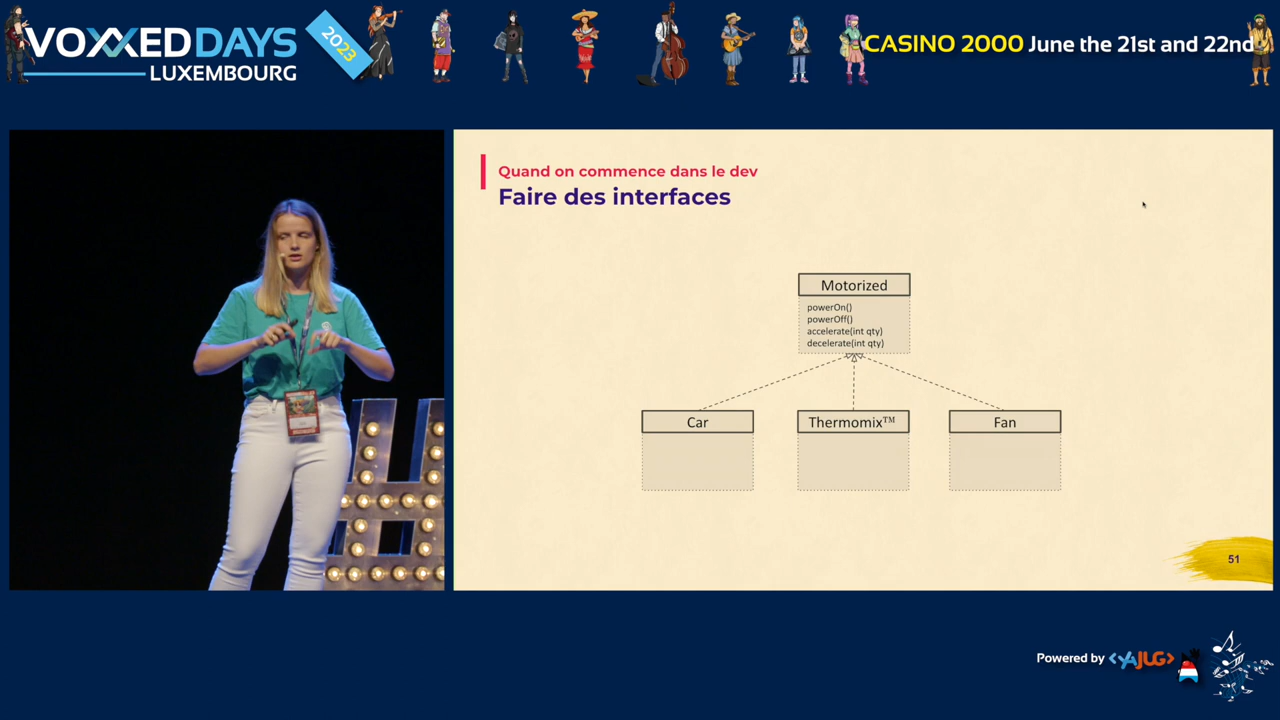 VOXXEDDAYS
LUXEMBOURG
2023
CASINO 2000 June the 21st and 22nd
Quand on commence dans le dev
Faire des interfaces
Motorized
powerOn()
powerOff()
accelerate(int qty)
decelerate(int qty)
Car
Thermomix™
Fan
51
Powered by <YAJUG>